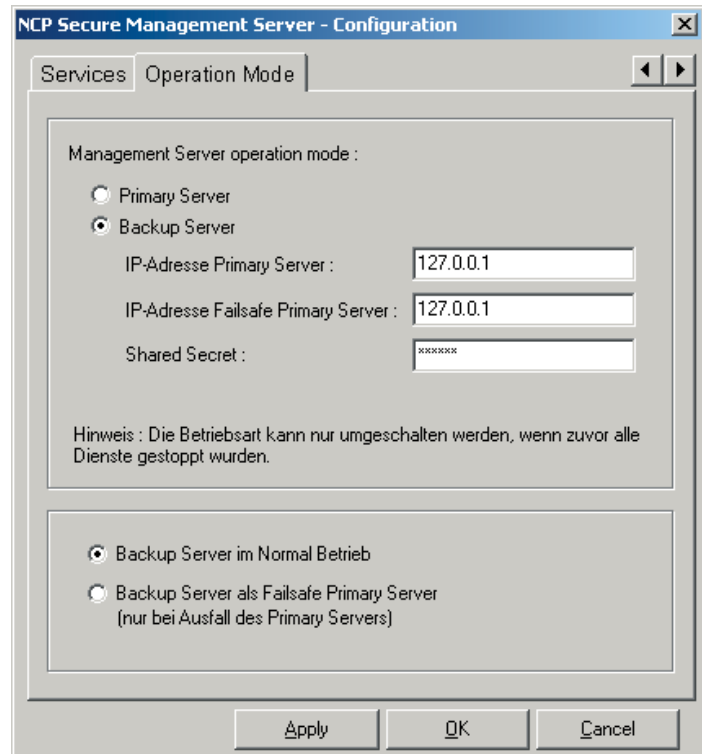 NCP Secure Management Server - Configuration
Services
Operation Mode
Management Server operation mode :
Primary Server
Backup Server
IP-Adresse Primary Server :
127.0.0.1
IP-Adresse Failsafe Primary Server :
127.0.0.1
Shared Secret :
xxxxxx
Hinweis : Die Betriebsart kann nur umgeschalten werden, wenn zuvor alle
Dienste gestoppt wurden.
Backup Server im Normal Betrieb
Backup Server als Failsafe Primary Server
(nur bei Ausfall des Primary Servers)
Apply
OK
Cancel